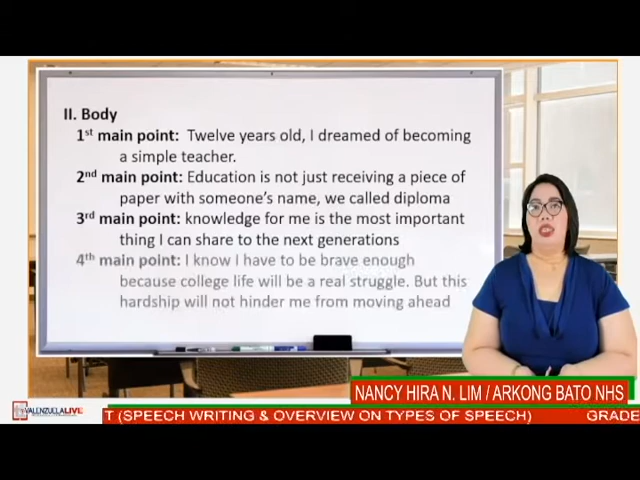 II. Body
1st main point: Twelve years old, I dreamed of becoming
a simple teacher.
2nd main point: Education is not just receiving a piece of
paper with someone's name, we called diploma
3rd main point: knowledge for me is the most important
thing I can share to the next generations
4th main point: I know I have to be brave enough
because college life will be a real struggle. But this
hardship will not hinder me from moving ahead
NANCY HIRA N. LIM / ARKONG BATO NHS
VALENZUELALIVE
T (SPEECH WRITING & OVERVIEW ON TYPES OF SPEECH) GRADE